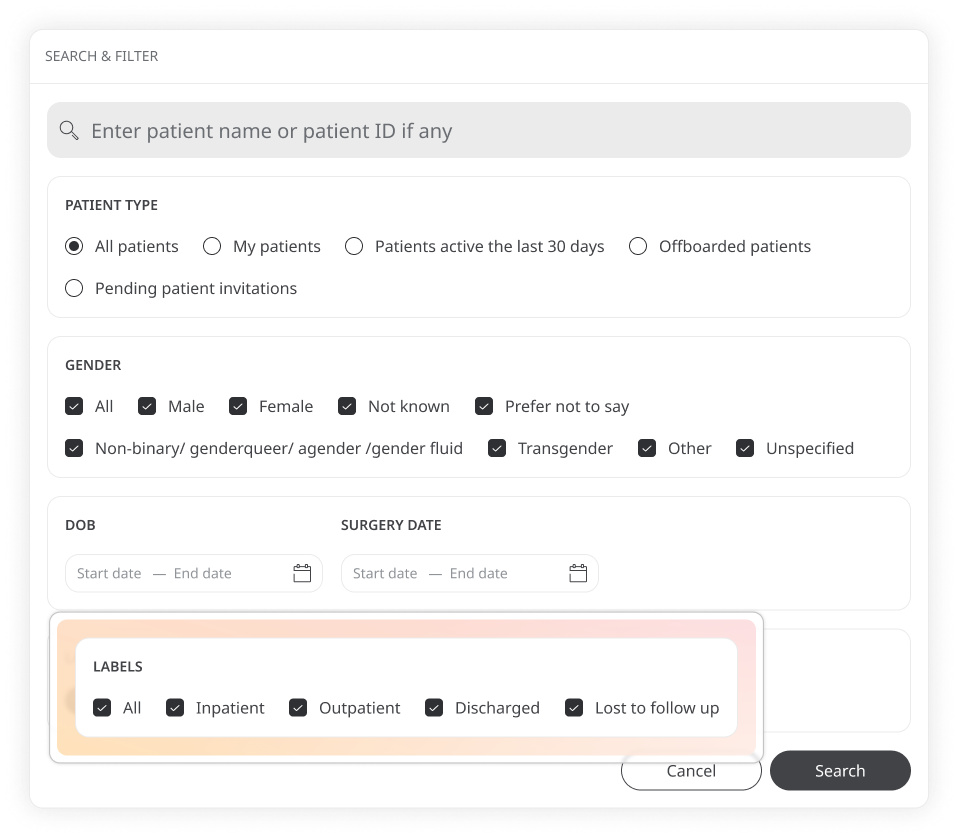 SEARCH & FILTER
Enter patient name or patient ID if any
PATIENT TYPE
All patients My patients Patients active the last 30 days Offboarded patients
Pending patient invitations
GENDER
All Male Female Not known Prefer not to say
Non-binary/ genderqueer/ agender /gender fluid Transgender Other Unspecified
DOB SURGERY DATE
Start date — End date Start date — End date
LABELS
All Inpatient Outpatient Discharged Lost to follow up
Cancel Search